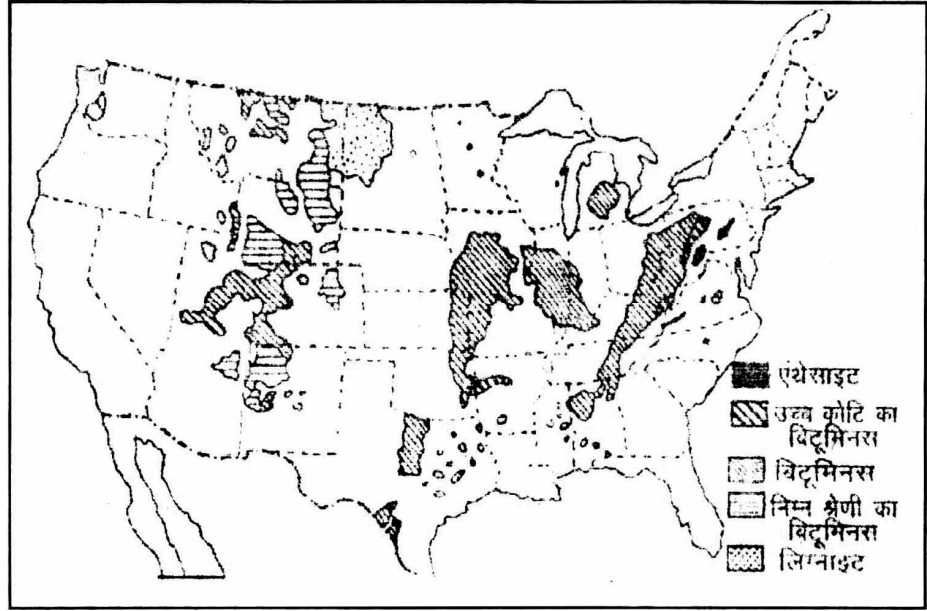 एंथ्रेसाइट
उच्च कोटि का
बिटूमिनस
बिटूमिनस
निम्न श्रेणी का
बिटूमिनस
लिग्नाइट